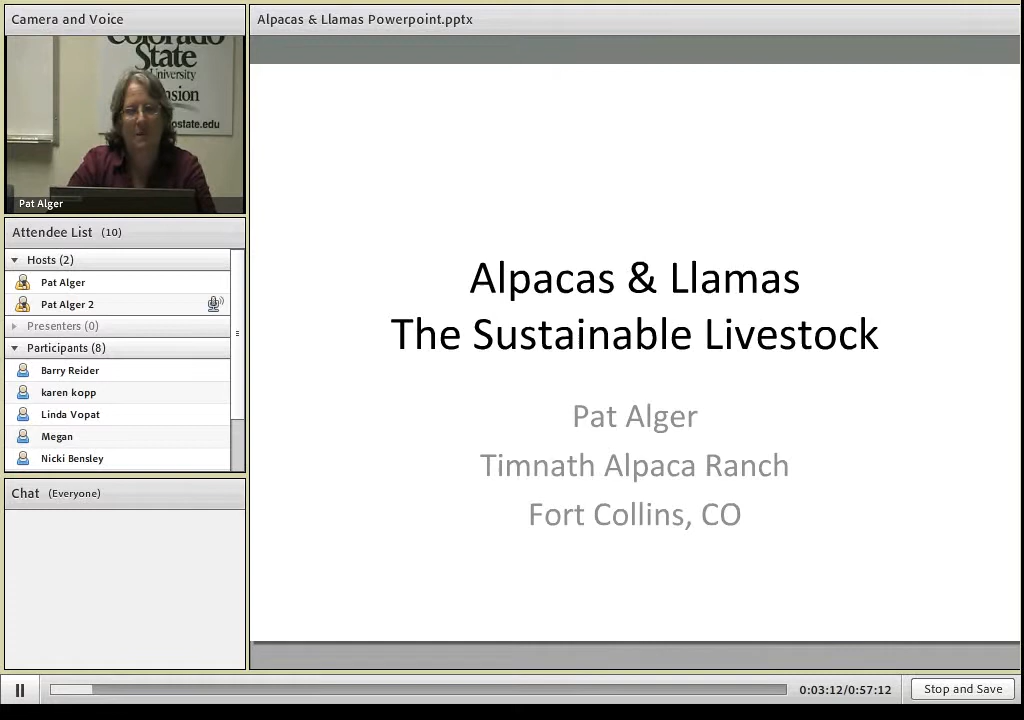 Camera and Voice
Colorado
State
University
nsion
ostate.edu
Pat Alger
Attendee List (10)
Hosts (2)
Pat Alger
Pat Alger 2
Presenters (0)
Participants (8)
Barry Reider
karen kopp
Linda Vopat
Megan
Nicki Bensley
Chat (Everyone)
Alpacas & Llamas Powerpoint.pptx
Alpacas & Llamas
The Sustainable Livestock
Pat Alger
Timnath Alpaca Ranch
Fort Collins, CO
0:03:12/0:57:12
Stop and Save